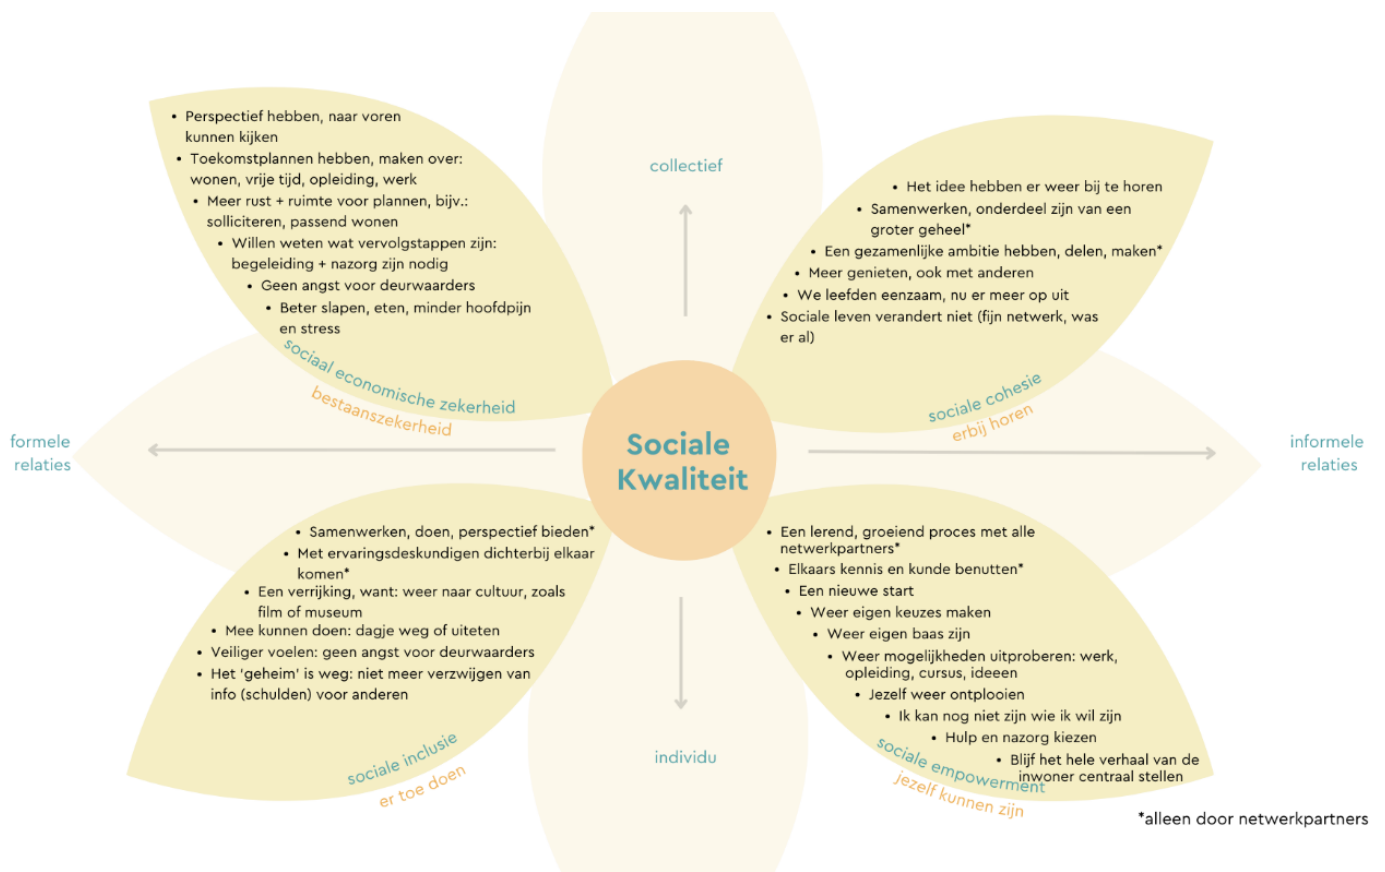 • Perspectief hebben, naar voren
kunnen kijken
• Toekomstplannen hebben, maken over:
wonen, vrije tijd, opleiding, werk
• Meer rust + ruimte voor plannen, bijv.:
solliciteren, passend wonen
• Willen weten wat vervolgstappen zijn:
begeleiding + nazorg zijn nodig
• Geen angst voor deurwaarders
• Beter slapen, eten, minder hoofdpijn
en stress
sociaal economische zekerheid
bestaanszekerheid
collectief
• Het idee hebben er weer bij te horen
• Samenwerken, onderdeel zijn van een
groter geheel*
• Een gezamenlijke ambitie hebben, delen, maken*
• Meer genieten, ook met anderen
• We leefden eenzaam, nu er meer op uit
• Sociale leven verandert niet (fijn netwerk, was
er al)
sociale cohesie
erbij horen
formele
relaties
Sociale
Kwaliteit
informele
relaties
• Samenwerken, doen, perspectief bieden*
• Met ervaringsdeskundigen dichterbij elkaar
komen*
• Een verrijking, want: weer naar cultuur, zoals
film of museum
• Mee kunnen doen: dagje weg of uiteten
• Veiliger voelen: geen angst voor deurwaarders
• Het 'geheim' is weg: niet meer verzwijgen van
info (schulden) voor anderen
sociale inclusie
er toe doen
individu
• Een lerend, groeiend proces met alle
netwerkpartners*
• Elkaars kennis en kunde benutten*
• Een nieuwe start
• Weer eigen keuzes maken
• Weer eigen baas zijn
• Weer mogelijkheden uitproberen: werk,
opleiding, cursus, ideeen
• Jezelf weer ontplooien
• Ik kan nog niet zijn wie ik wil zijn
• Hulp en nazorg kiezen
• Blijf het hele verhaal van de
inwoner centraal stellen
sociale empowerment
jezelf kunnen zijn
*alleen door netwerkpartners